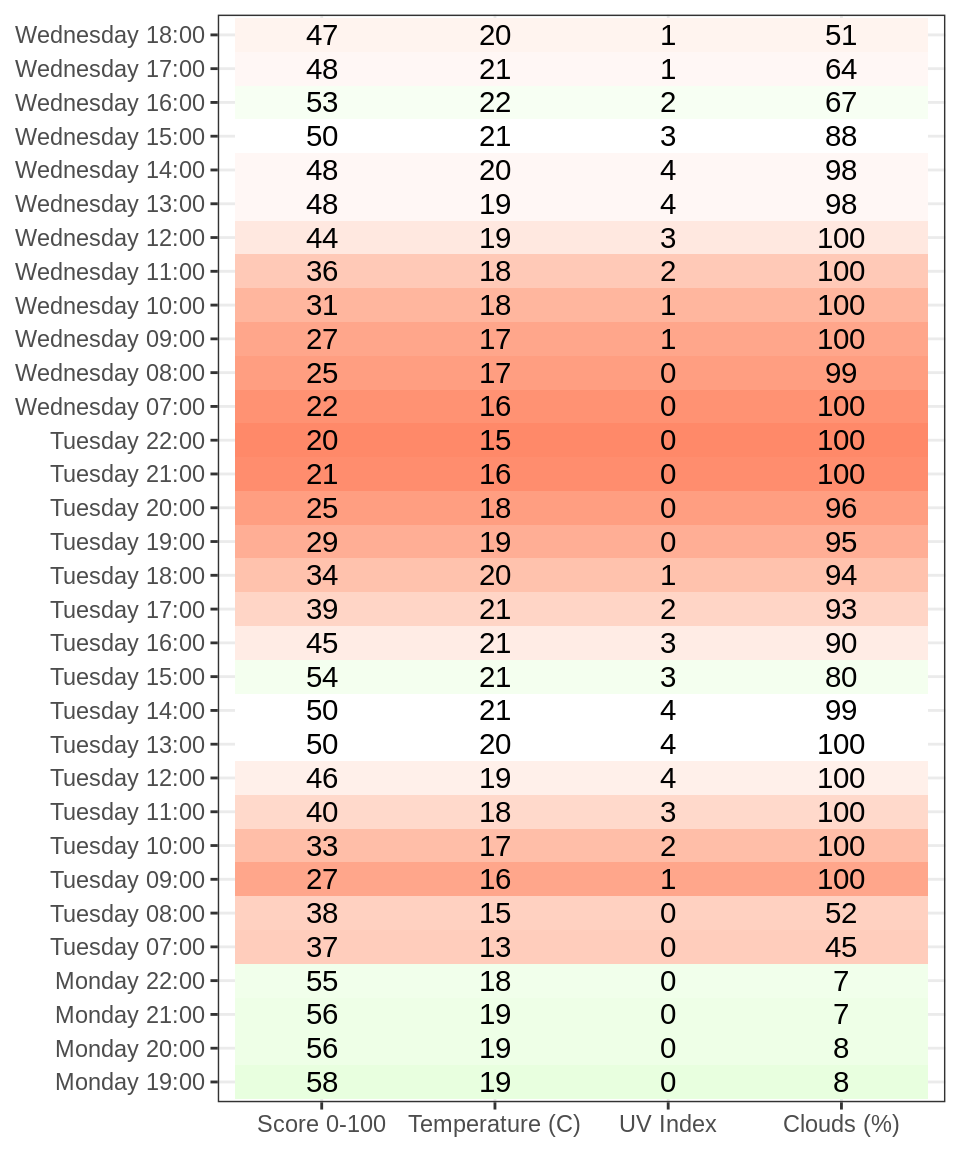 Wednesday 18:00 47 20 1 51
Wednesday 17:00 48 21 1 64
Wednesday 16:00 53 22 2 67
Wednesday 15:00 50 21 3 88
Wednesday 14:00 48 20 4 98
Wednesday 13:00 48 19 4 98
Wednesday 12:00 44 19 3 100
Wednesday 11:00 36 18 2 100
Wednesday 10:00 31 18 1 100
Wednesday 09:00 27 17 1 100
Wednesday 08:00 25 17 0 99
Wednesday 07:00 22 16 0 100
Tuesday 22:00 20 15 0 100
Tuesday 21:00 21 16 0 100
Tuesday 20:00 25 18 0 96
Tuesday 19:00 29 19 0 95
Tuesday 18:00 34 20 1 94
Tuesday 17:00 39 21 2 93
Tuesday 16:00 45 21 3 90
Tuesday 15:00 54 21 3 80
Tuesday 14:00 50 21 4 99
Tuesday 13:00 50 20 4 100
Tuesday 12:00 46 19 4 100
Tuesday 11:00 40 18 3 100
Tuesday 10:00 33 17 2 100
Tuesday 09:00 27 16 1 100
Tuesday 08:00 38 15 0 52
Tuesday 07:00 37 13 0 45
Monday 22:00 55 18 0 7
Monday 21:00 56 19 0 7
Monday 20:00 56 19 0 8
Monday 19:00 58 19 0 8
Score 0-100 Temperature (C) UV Index Clouds (%)